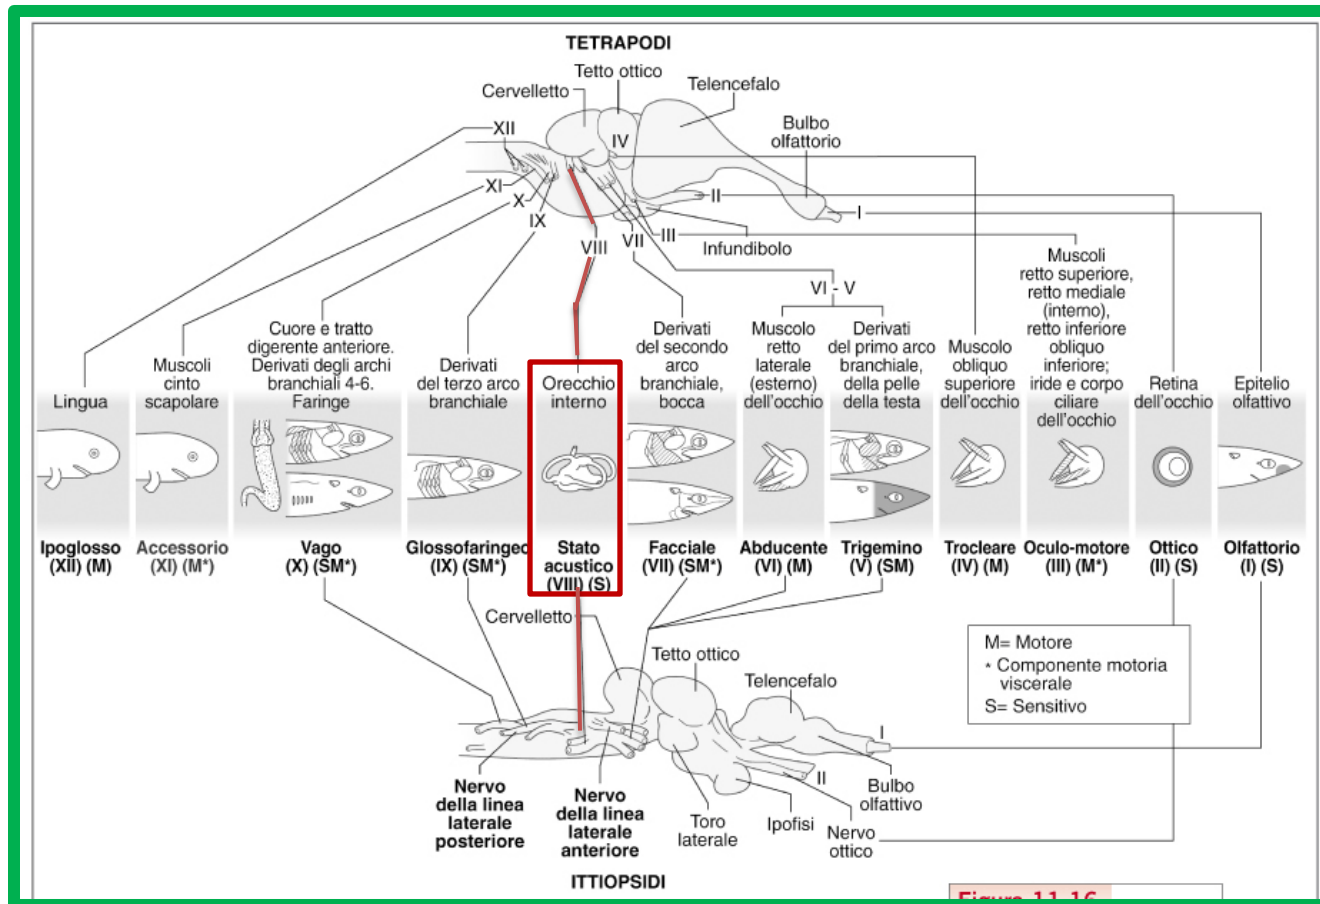 TETRAPODI
Tetto ottico
Cervelletto
Telencefalo
Bulbo
olfattorio
XII
IV
XI
X
IX
VIII
VII
III
II
I
Infundibolo
VI - V
Lingua
Muscoli
cinto
scapolare
Cuore e tratto
digerente anteriore.
Derivati degli archi
branchiali 4-6.
Faringe
Derivati
del terzo arco
branchiale
Orecchio
interno
Derivati
del secondo
arco
branchiale,
bocca
Muscolo
retto
laterale
(esterno)
dell'occhio
Derivati
del primo arco
branchiale,
della pelle
della testa
Muscolo
obliquo
superiore
dell'occhio
Muscoli
retto superiore,
retto mediale
(interno),
retto inferiore
obliquo
inferiore;
iride e corpo
ciliare
dell'occhio
Retina
dell'occhio
Epitelio
olfattivo
Ipoglosso
(XII) (M)
Accessorio
(XI) (M*)
Vago
(X) (SM*)
Glossofaringeo
(IX) (SM*)
Stato
acustico
(VIII) (S)
Facciale
(VII) (SM*)
Abducente
(VI) (M)
Trigemino
(V) (SM)
Trocleare
(IV) (M)
Oculo-motore
(III) (M*)
Ottico
(II) (S)
Olfattorio
(I) (S)
Cervelletto
Tetto ottico
Telencefalo
M= Motore
* Componente motoria
viscerale
S= Sensitivo
I
II
Bulbo
olfattivo
Nervo
della linea
laterale
posteriore
Nervo
della linea
laterale
anteriore
Toro
laterale
Ipofisi
Nervo
ottico
ITTIOPSIDI
Figura 11-16